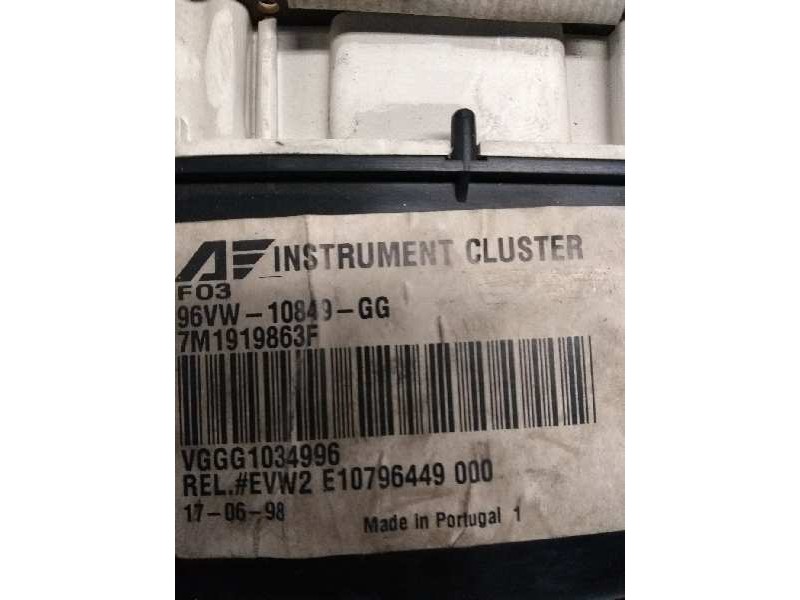 AF INSTRUMENT CLUSTER
F03
96VW-10849-GG
7M1919863F
VGGG1034996
REL.#EVW2 E10796449 000
17-06-98 Made in Portugal 1